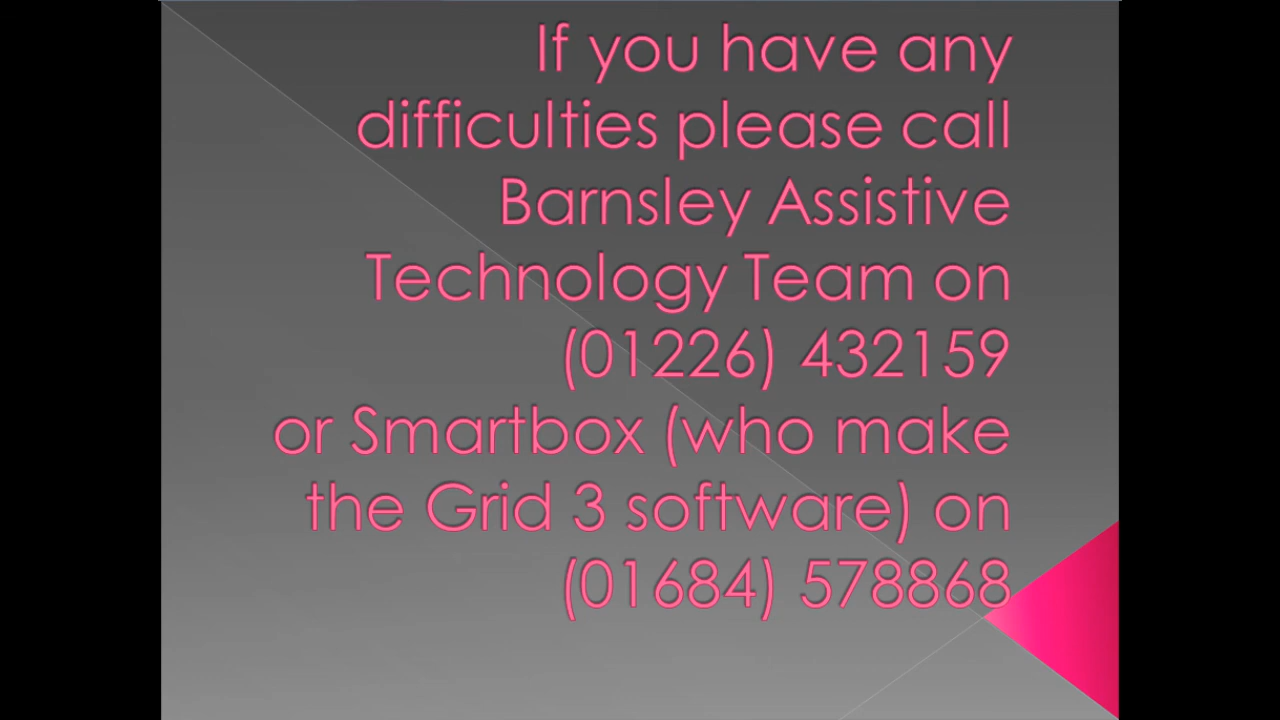 If you have any
difficulties please call
Barnsley Assistive
Technology Team on
(01226) 432159
or Smartbox (who make
the Grid 3 software) on
(01684) 578868